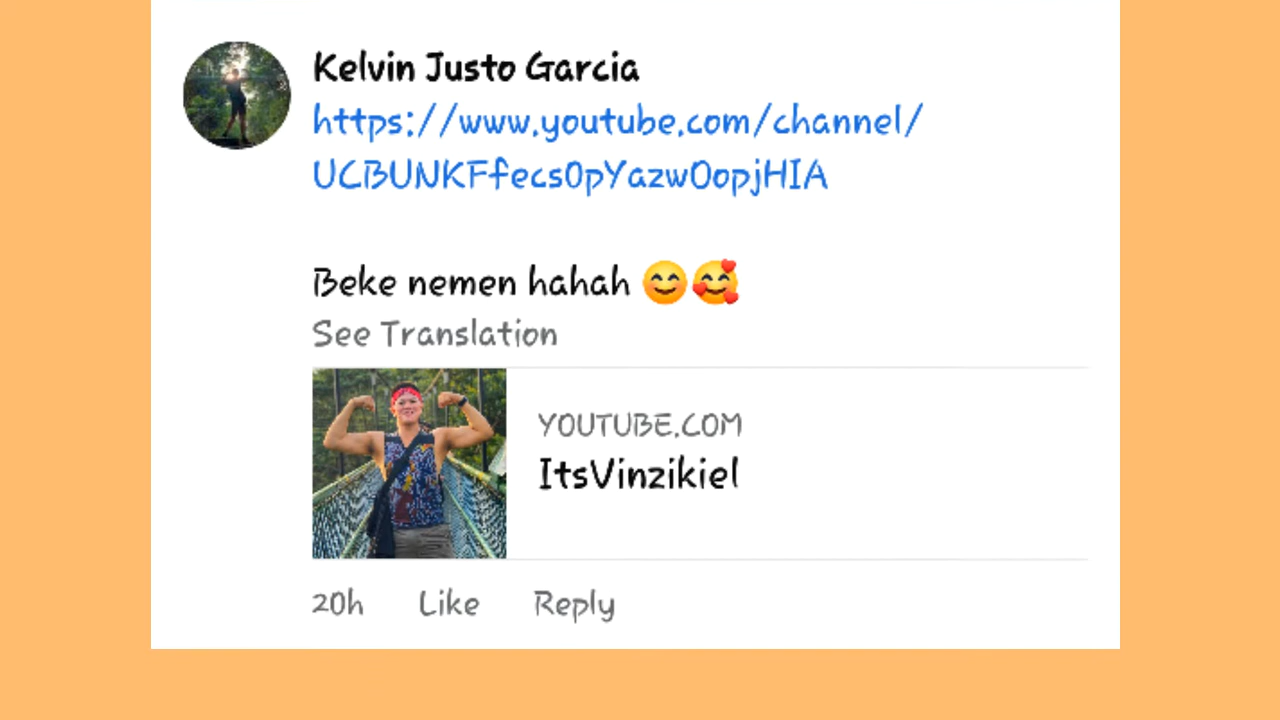 Kelvin Justo Garcia
https://www.youtube.com/channel/
UCBUNKFfecs0pYazwOopjHIA
Beke nemen hahah 😊🥰
See Translation
YOUTUBE.COM
ItsVinzikiel
20h Like Reply